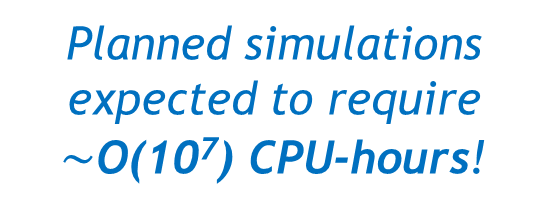 Planned simulations
expected to require
~O(10⁷) CPU-hours!